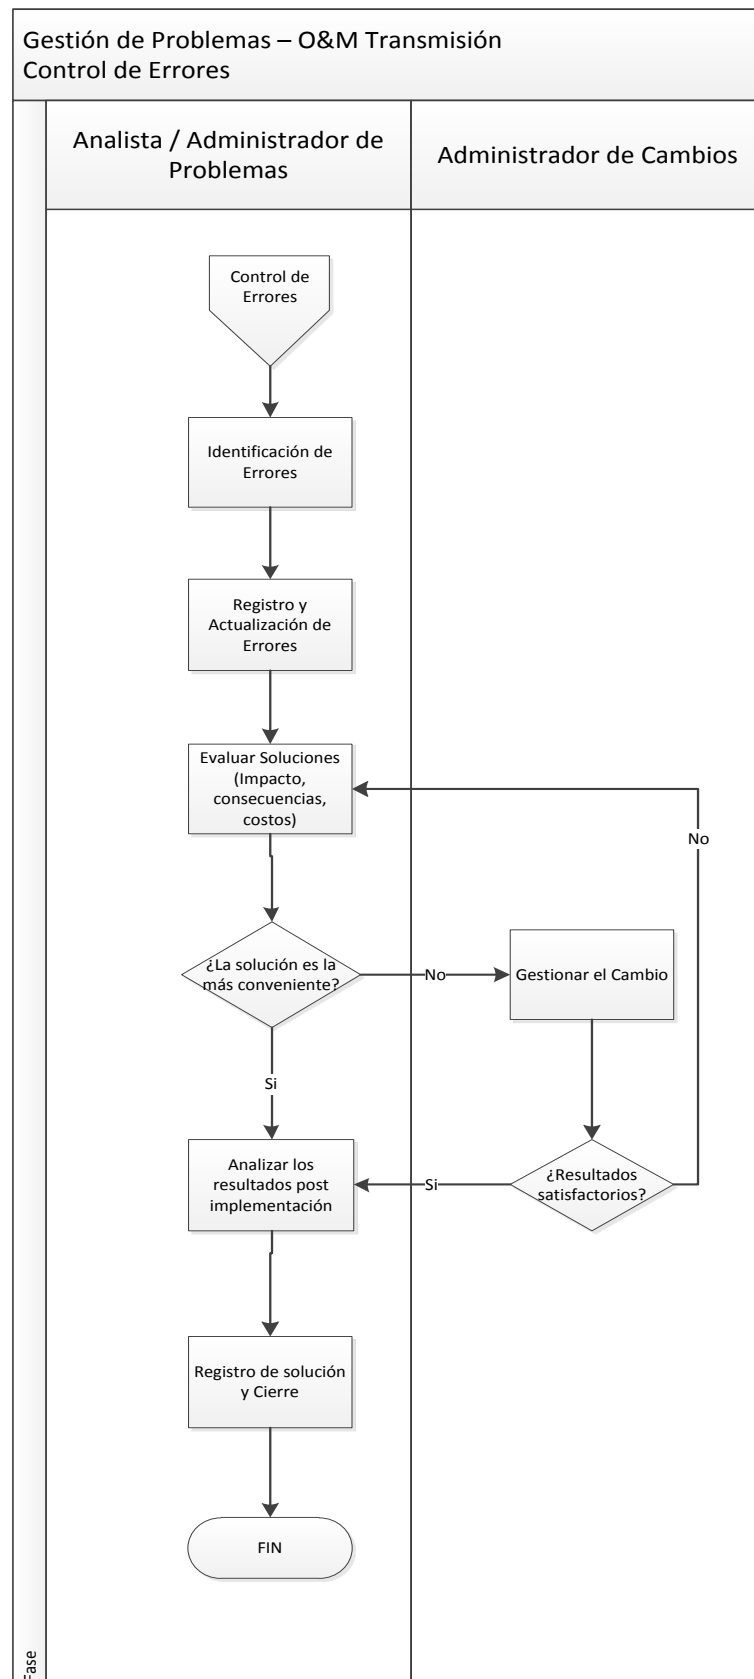 Gestión de Problemas – O&M Transmisión
Control de Errores
Analista / Administrador de
Problemas
Administrador de Cambios
Control de
Errores
Identificación de
Errores
Registro y
Actualización de
Errores
Evaluar Soluciones
(Impacto,
consecuencias,
costos)
No
¿La solución es la
más conveniente?
No
Gestionar el Cambio
Si
Analizar los
resultados post
implementación
Si
¿Resultados
satisfactorios?
Registro de solución
y Cierre
FIN
Fase